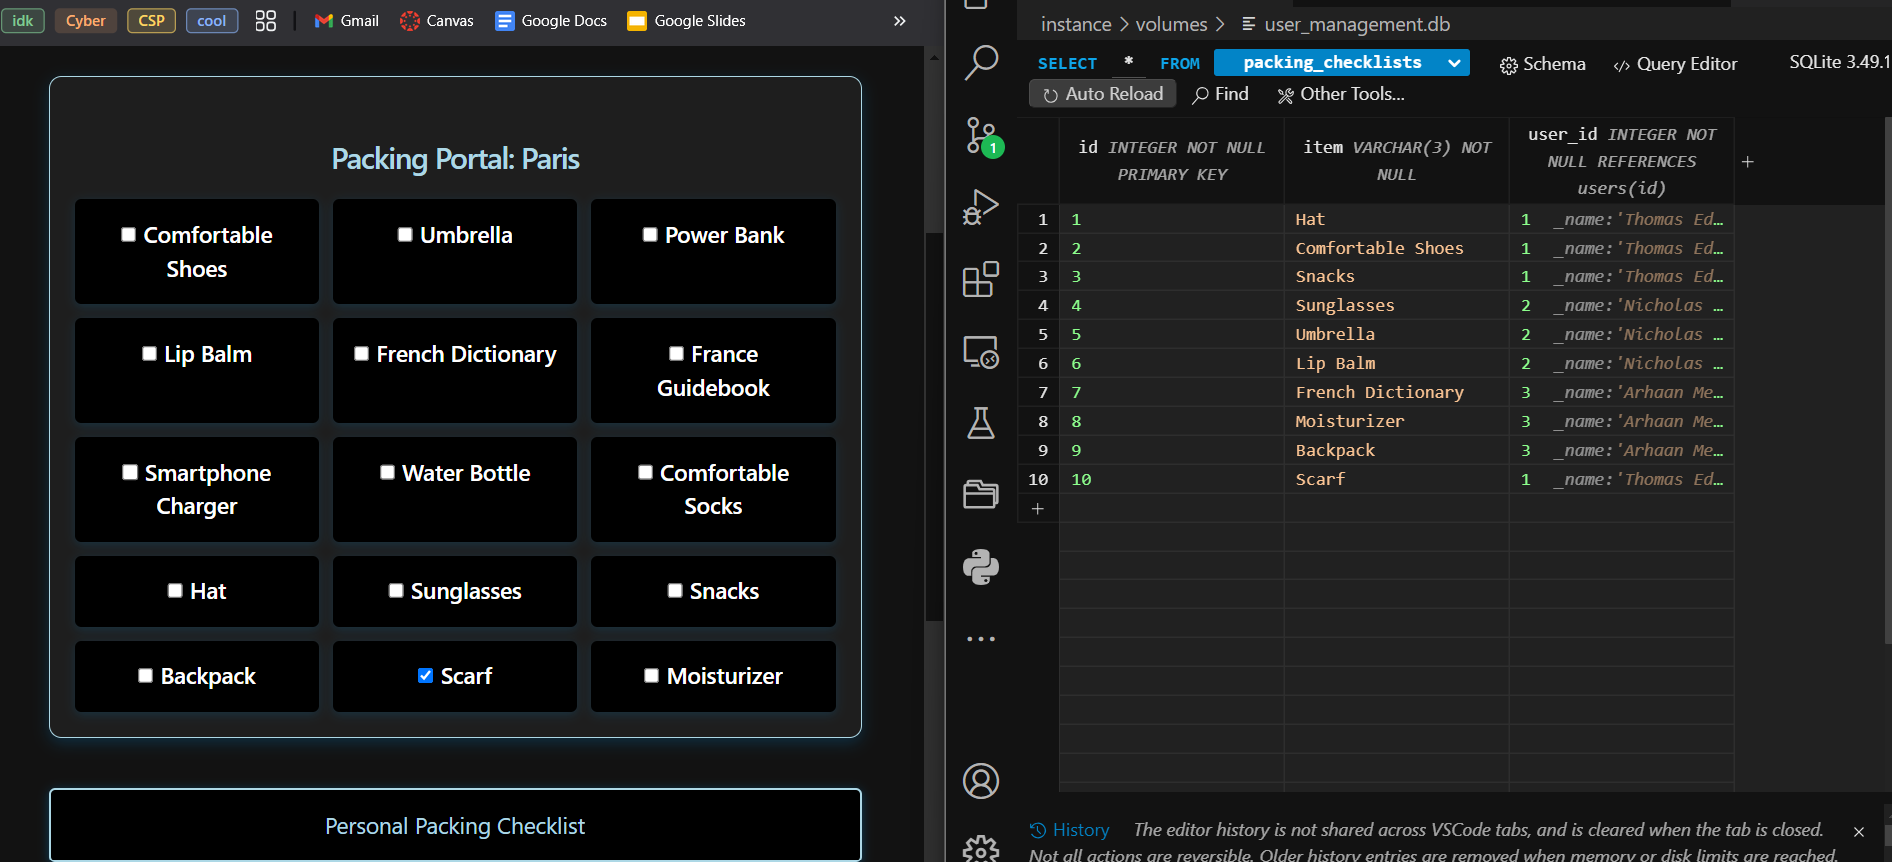 idk Cyber CSP cool Gmail Canvas Google Docs Google Slides »
Packing Portal: Paris
Comfortable Shoes
Umbrella
Power Bank
Lip Balm
French Dictionary
France Guidebook
Smartphone Charger
Water Bottle
Comfortable Socks
Hat
Sunglasses
Snacks
Backpack
Scarf
Moisturizer
Personal Packing Checklist
1
instance > volumes > user_management.db
SELECT * FROM packing_checklists Schema </> Query Editor SQLite 3.49.1
Auto Reload Find Other Tools...
id INTEGER NOT NULL PRIMARY KEY
item VARCHAR(3) NOT NULL
user_id INTEGER NOT NULL REFERENCES users(id)
+
1 1 Hat 1 _name:'Thomas Ed…
2 2 Comfortable Shoes 1 _name:'Thomas Ed…
3 3 Snacks 1 _name:'Thomas Ed…
4 4 Sunglasses 2 _name:'Nicholas …
5 5 Umbrella 2 _name:'Nicholas …
6 6 Lip Balm 2 _name:'Nicholas …
7 7 French Dictionary 3 _name:'Arhaan Me…
8 8 Moisturizer 3 _name:'Arhaan Me…
9 9 Backpack 3 _name:'Arhaan Me…
10 10 Scarf 1 _name:'Thomas Ed…
+
History The editor history is not shared across VSCode tabs, and is cleared when the tab is closed.
Not all actions are reversible. Older history entries are removed when memory or disk limits are reached.